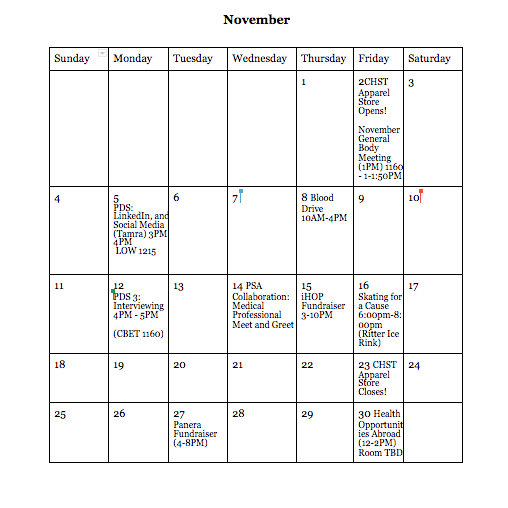 November
Sunday Monday Tuesday Wednesday Thursday Friday Saturday
1
2CHST
Apparel
Store
Opens!
November
General
Body
Meeting
(1PM) 1160
- 1-1:50PM
3
4
5
PDS:
LinkedIn, and
Social Media
(Tamra) 3PM
4PM
LOW 1215
6
7
8 Blood
Drive
10AM-4PM
9
10
11
12
PDS 3:
Interviewing
4PM - 5PM
(CBET 1160)
13
14 PSA
Collaboration:
Medical
Professional
Meet and Greet
15
iHOP
Fundraiser
3-10PM
16
Skating for
a Cause
6:00pm-8:
00pm
(Ritter Ice
Rink)
17
18
19
20
21
22
23 CHST
Apparel
Store
Closes!
24
25
26
27
Panera
Fundraiser
(4-8PM)
28
29
30 Health
Opportunit
ies Abroad
(12-2PM)
Room TBD